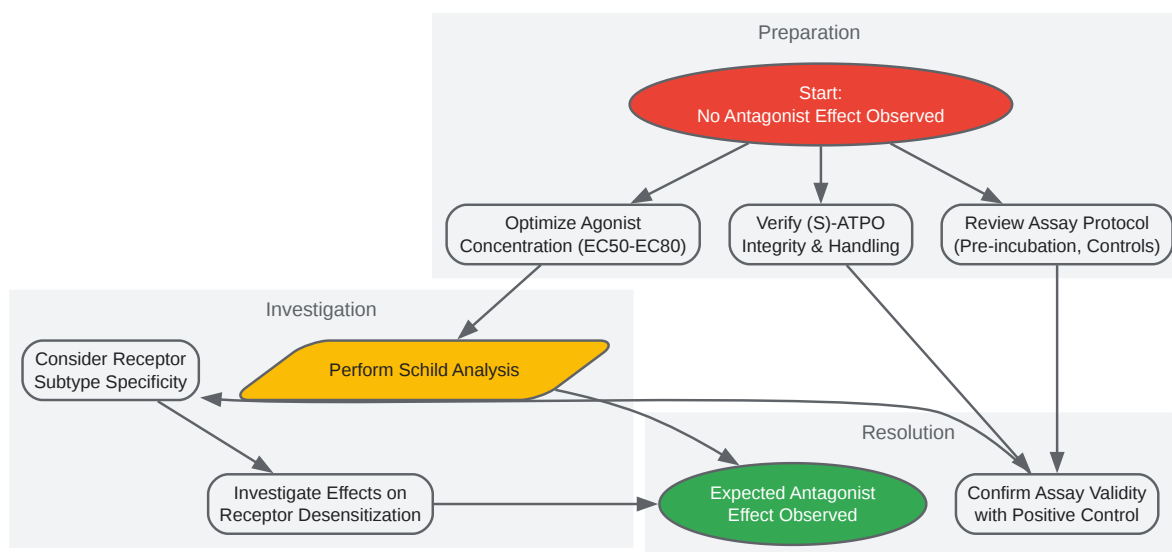 Preparation
Start:
No Antagonist Effect Observed
Optimize Agonist
Concentration (EC50-EC80)
Verify (S)-ATPO
Integrity & Handling
Review Assay Protocol
(Pre-incubation, Controls)
Investigation
Consider Receptor
Subtype Specificity
Perform Schild Analysis
Resolution
Investigate Effects on
Receptor Desensitization
Expected Antagonist
Effect Observed
Confirm Assay Validity
with Positive Control